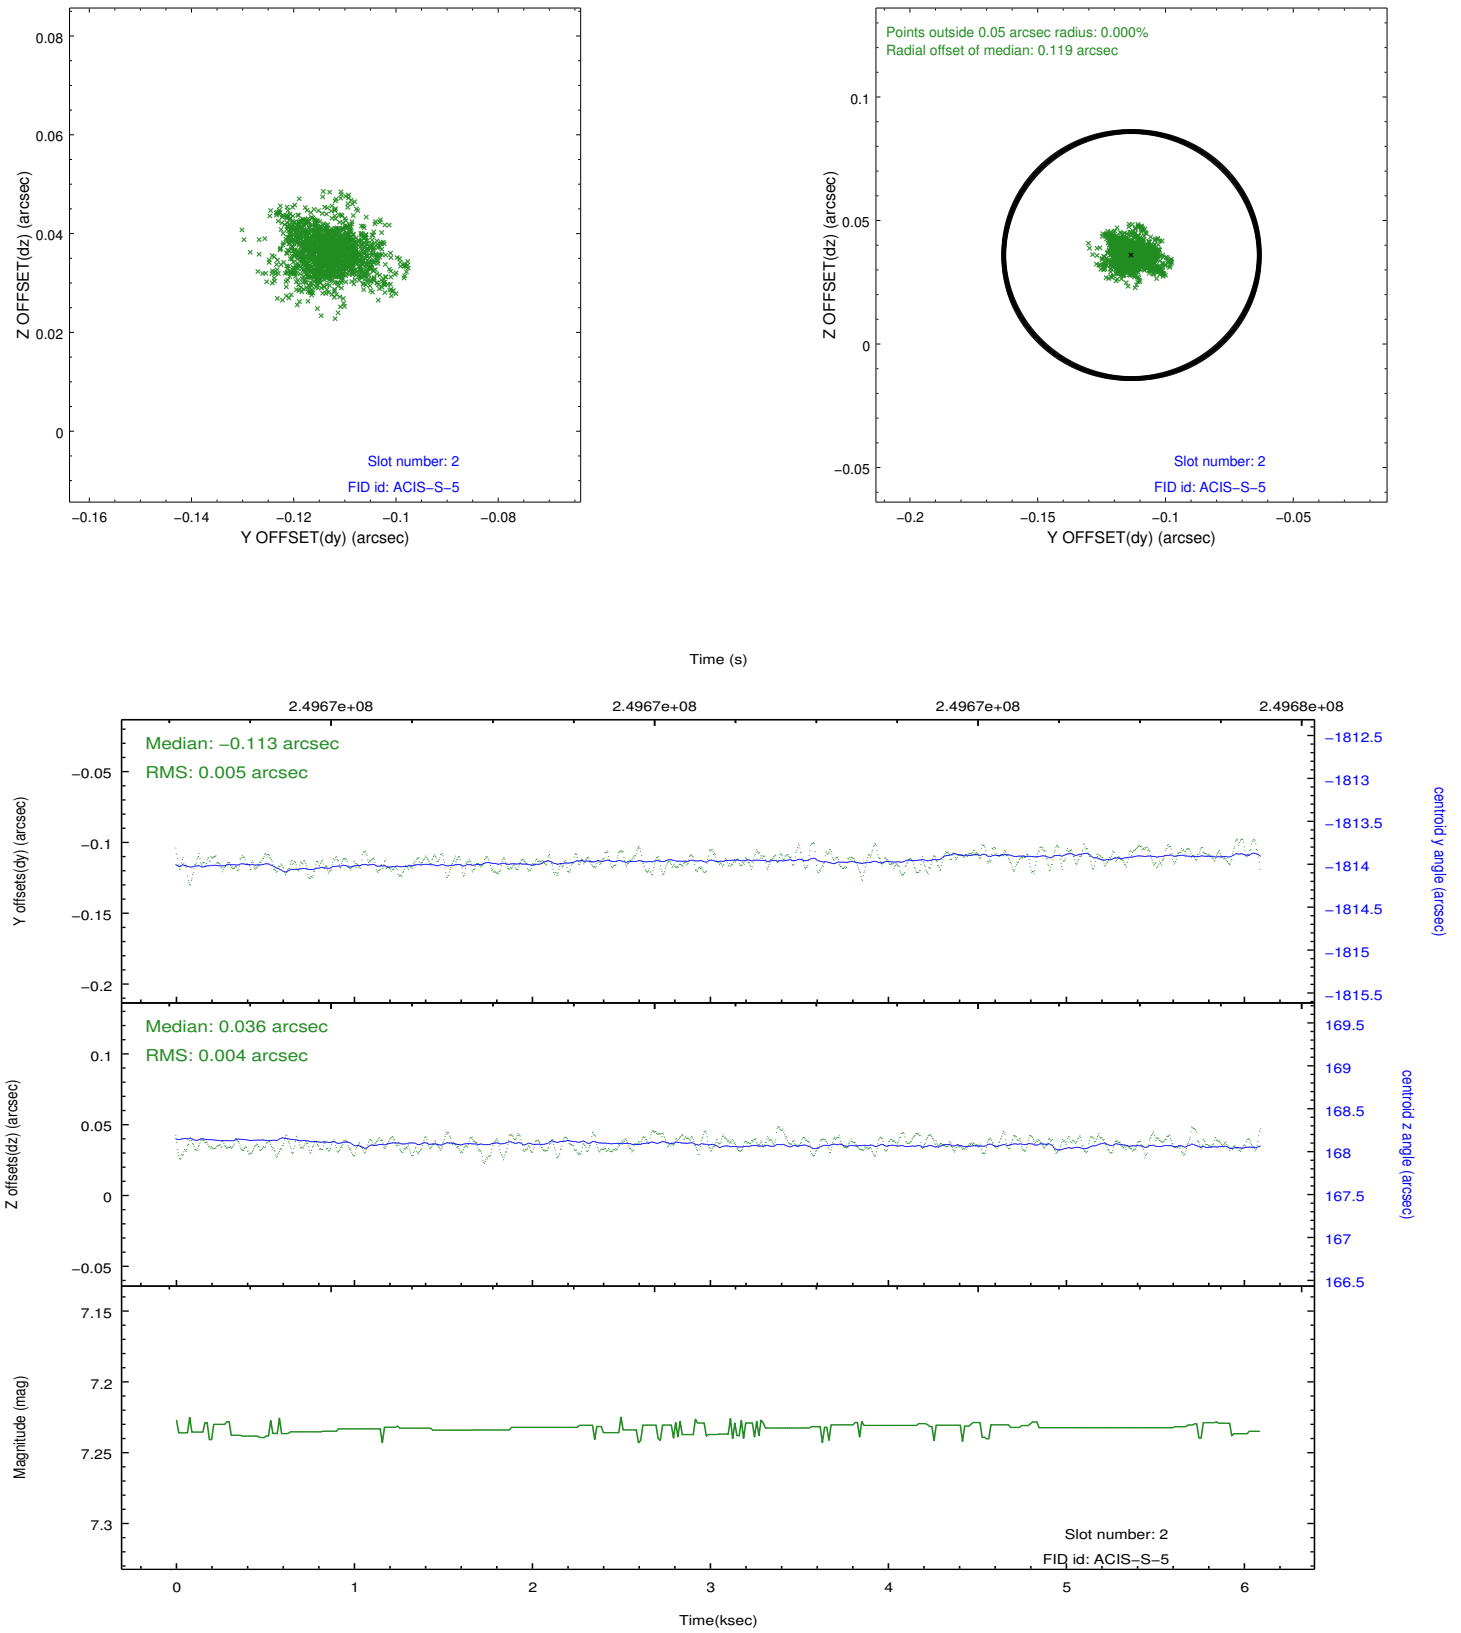 0.08
0.06
0.04
0.02
0
Z OFFSET(dz) (arcsec)
Slot number: 2
FID id: ACIS−S−5
−0.16 −0.14 −0.12 −0.1 −0.08
Y OFFSET(dy) (arcsec)
Points outside 0.05 arcsec radius: 0.000%
Radial offset of median: 0.119 arcsec
0.1
0.05
0
−0.05
Z OFFSET(dz) (arcsec)
Slot number: 2
FID id: ACIS−S−5
−0.2 −0.15 −0.1 −0.05
Y OFFSET(dy) (arcsec)
Time (s)
2.4967e+08 2.4967e+08 2.4967e+08 2.4968e+08
Median: −0.113 arcsec
RMS: 0.005 arcsec
−0.05
−0.1
−0.15
−0.2
Y offsets(dy) (arcsec)
−1812.5
−1813
−1813.5
−1814
−1814.5
−1815
−1815.5
centroid y angle (arcsec)
Median: 0.036 arcsec
RMS: 0.004 arcsec
0.1
0.05
0
−0.05
Z offsets(dz) (arcsec)
169.5
169
168.5
168
167.5
167
166.5
centroid z angle (arcsec)
7.15
7.2
7.25
7.3
Magnitude (mag)
Slot number: 2
FID id: ACIS−S−5
0 1 2 3 4 5 6
Time(ksec)